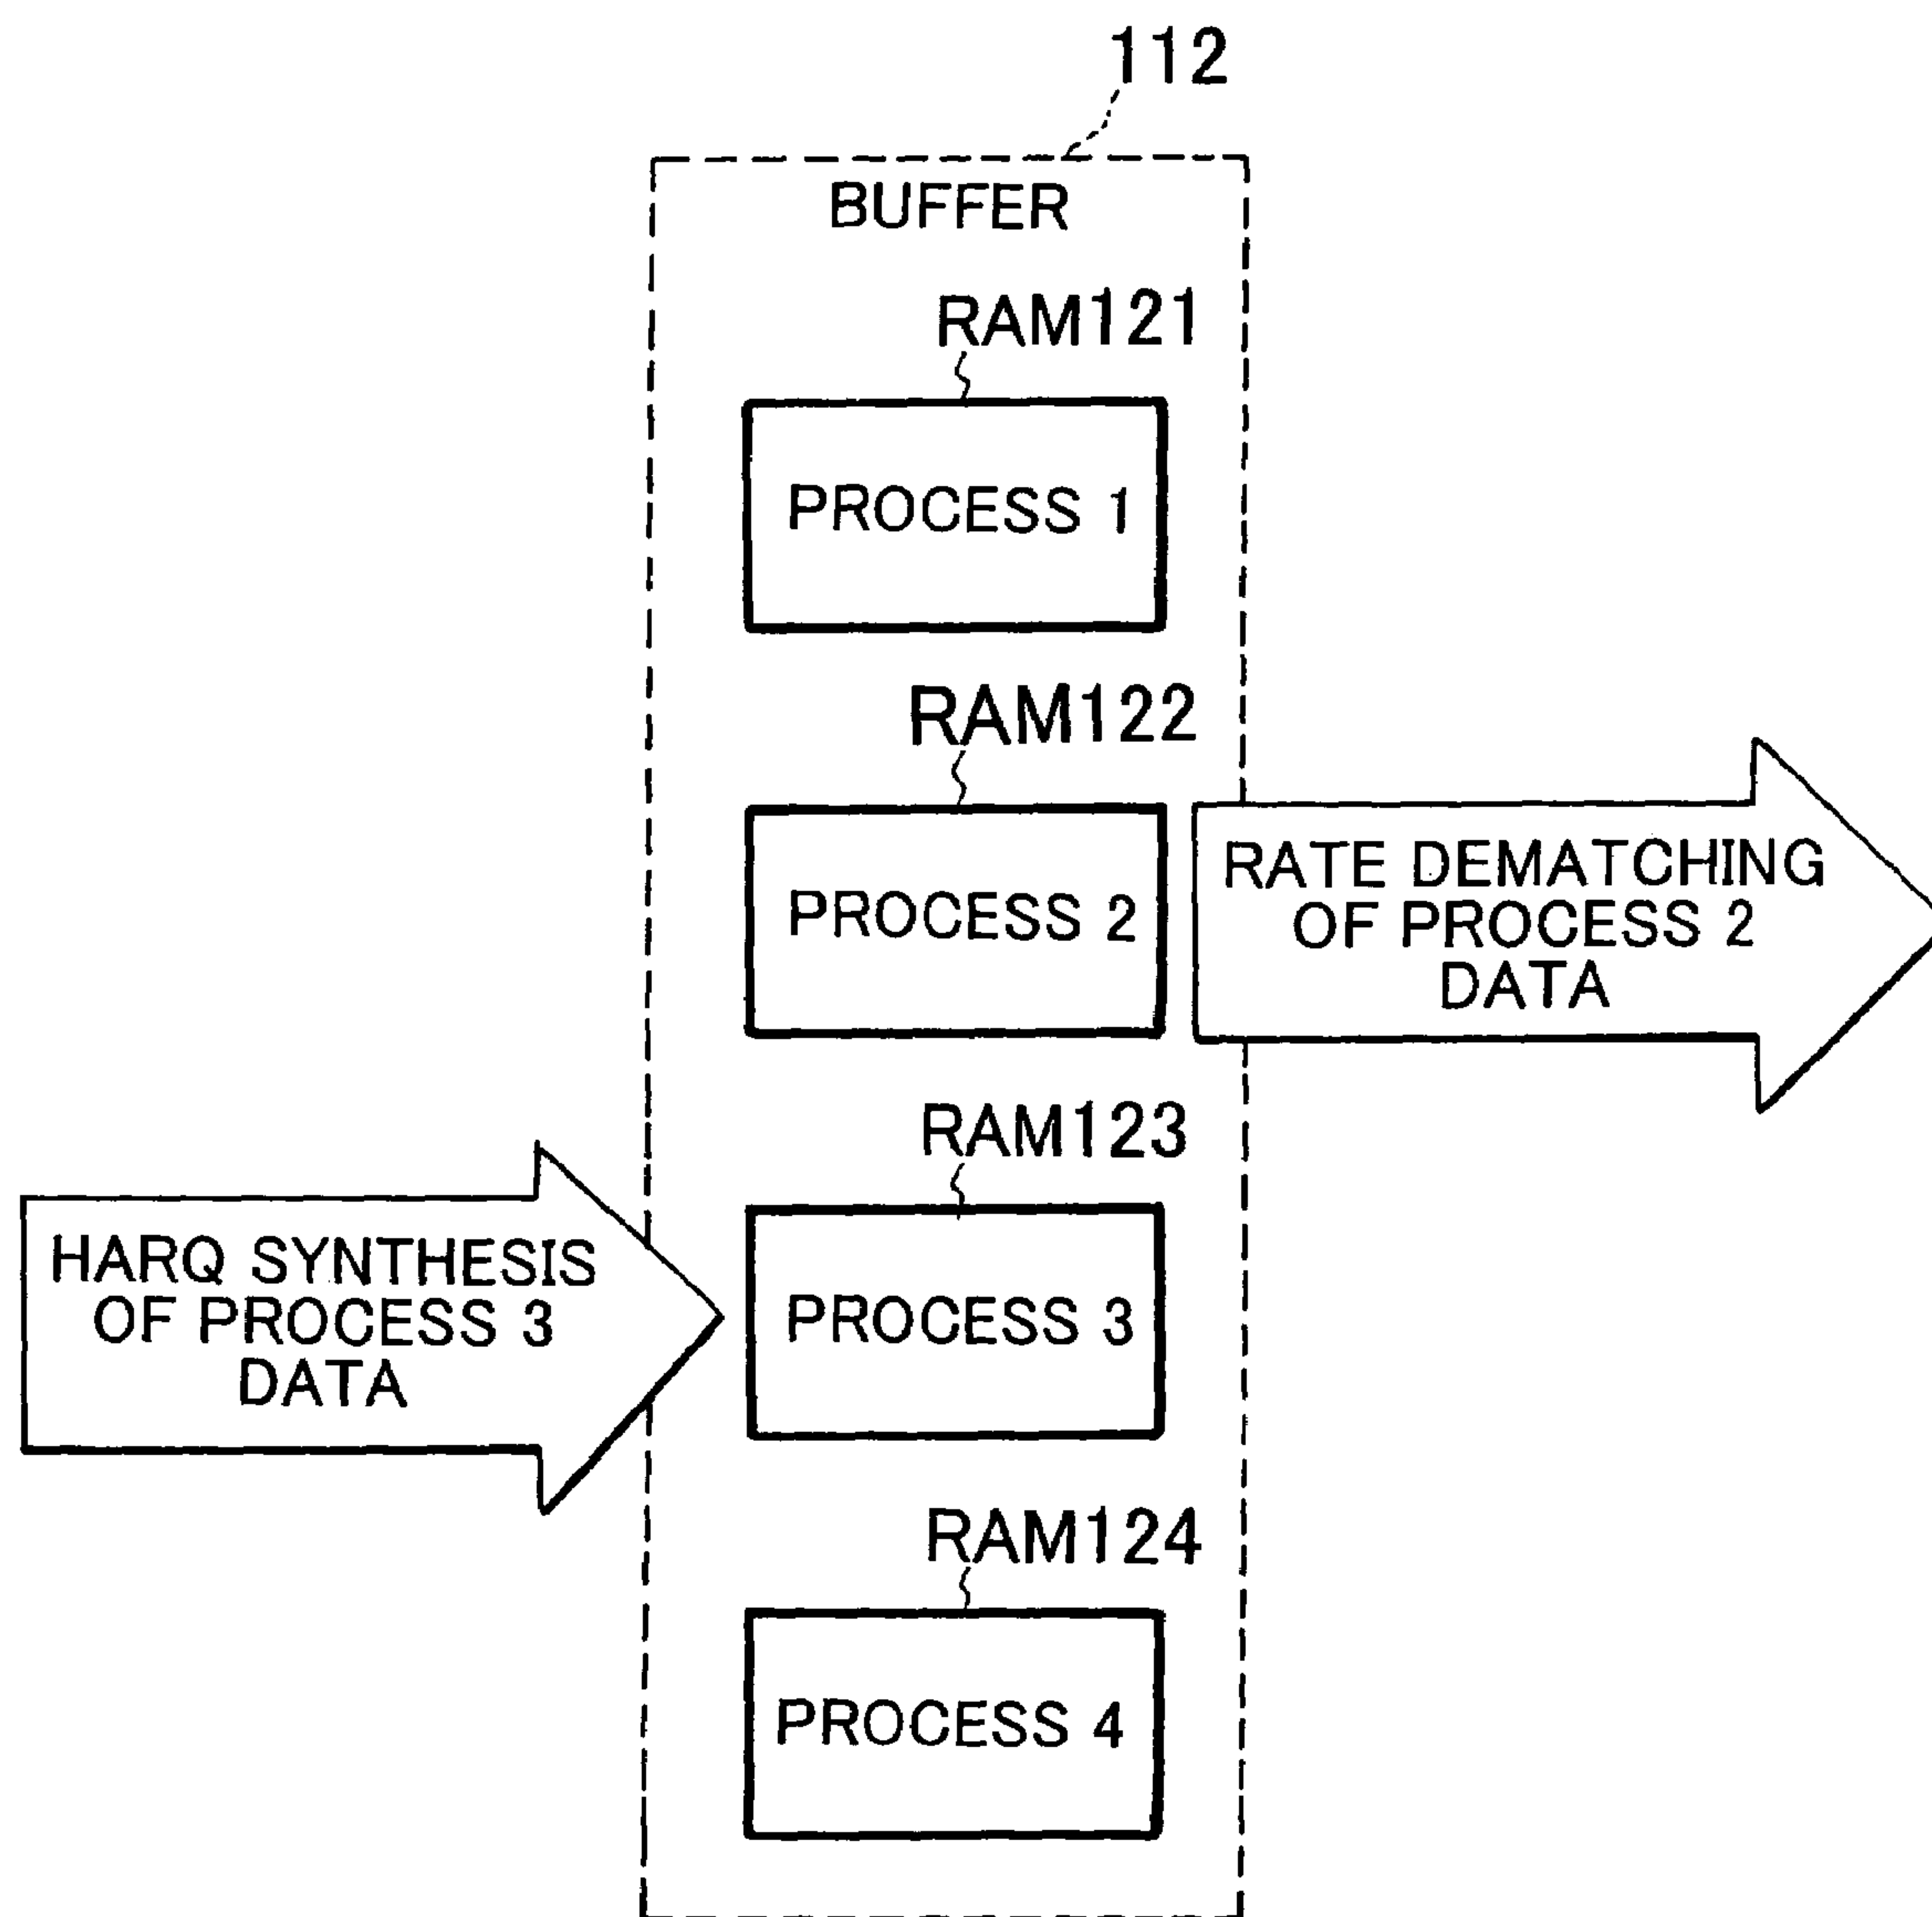 112
BUFFER
RAM121
PROCESS 1
RAM122
PROCESS 2
RATE DEMATCHING
OF PROCESS 2
DATA
RAM123
HARQ SYNTHESIS
OF PROCESS 3
DATA
PROCESS 3
RAM124
PROCESS 4